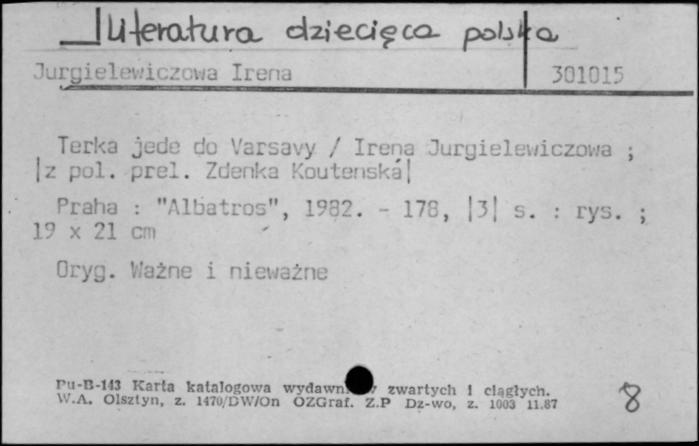 Literatura dziecięca polska
Jurgielewiczowa Irena 301015
Terka jede do Varsavy / Irena Jurgielewiczowa ;
|z pol. prel. Zdenka Koutenská|
Praha : "Albatros", 1982. - 178, |3| s. : rys. ;
19 x 21 cm
Oryg. Ważne i nieważne
Pu-B-143 Karta katalogowa wydawn zwartych i ciągłych.
W.A. Olsztyn, z. 1470/DW/On OZGraf. Z.P Dz-wo, z. 1003 11.87
8